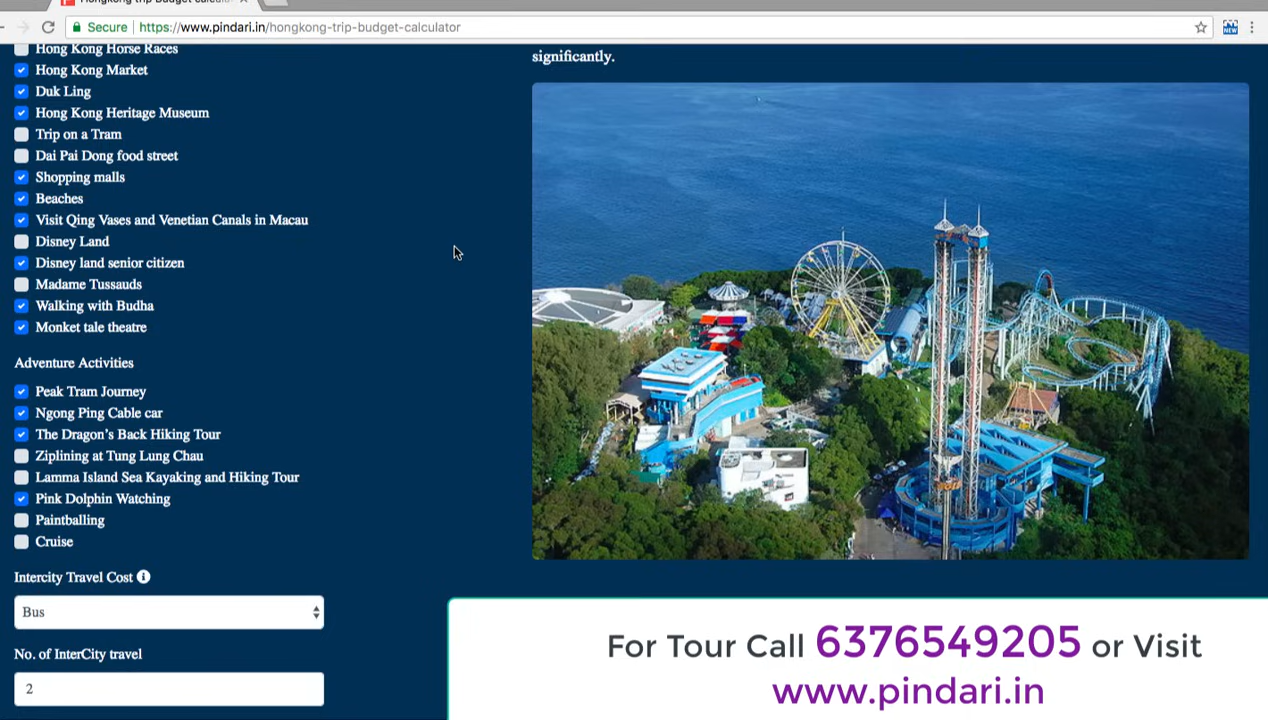 Hongkong trip Budget calcula
Secure https://www.pindari.in/hongkong-trip-budget-calculator
NEW
Hong Kong Horse Races
Hong Kong Market
Duk Ling
Hong Kong Heritage Museum
Trip on a Tram
Dai Pai Dong food street
Shopping malls
Beaches
Visit Qing Vases and Venetian Canals in Macau
Disney Land
Disney land senior citizen
Madame Tussauds
Walking with Budha
Monket tale theatre
Adventure Activities
Peak Tram Journey
Ngong Ping Cable car
The Dragon's Back Hiking Tour
Ziplining at Tung Lung Chau
Lamma Island Sea Kayaking and Hiking Tour
Pink Dolphin Watching
Paintballing
Cruise
Intercity Travel Cost
Bus
No. of InterCity travel
2
significantly.
For Tour Call 6376549205 or Visit
www.pindari.in